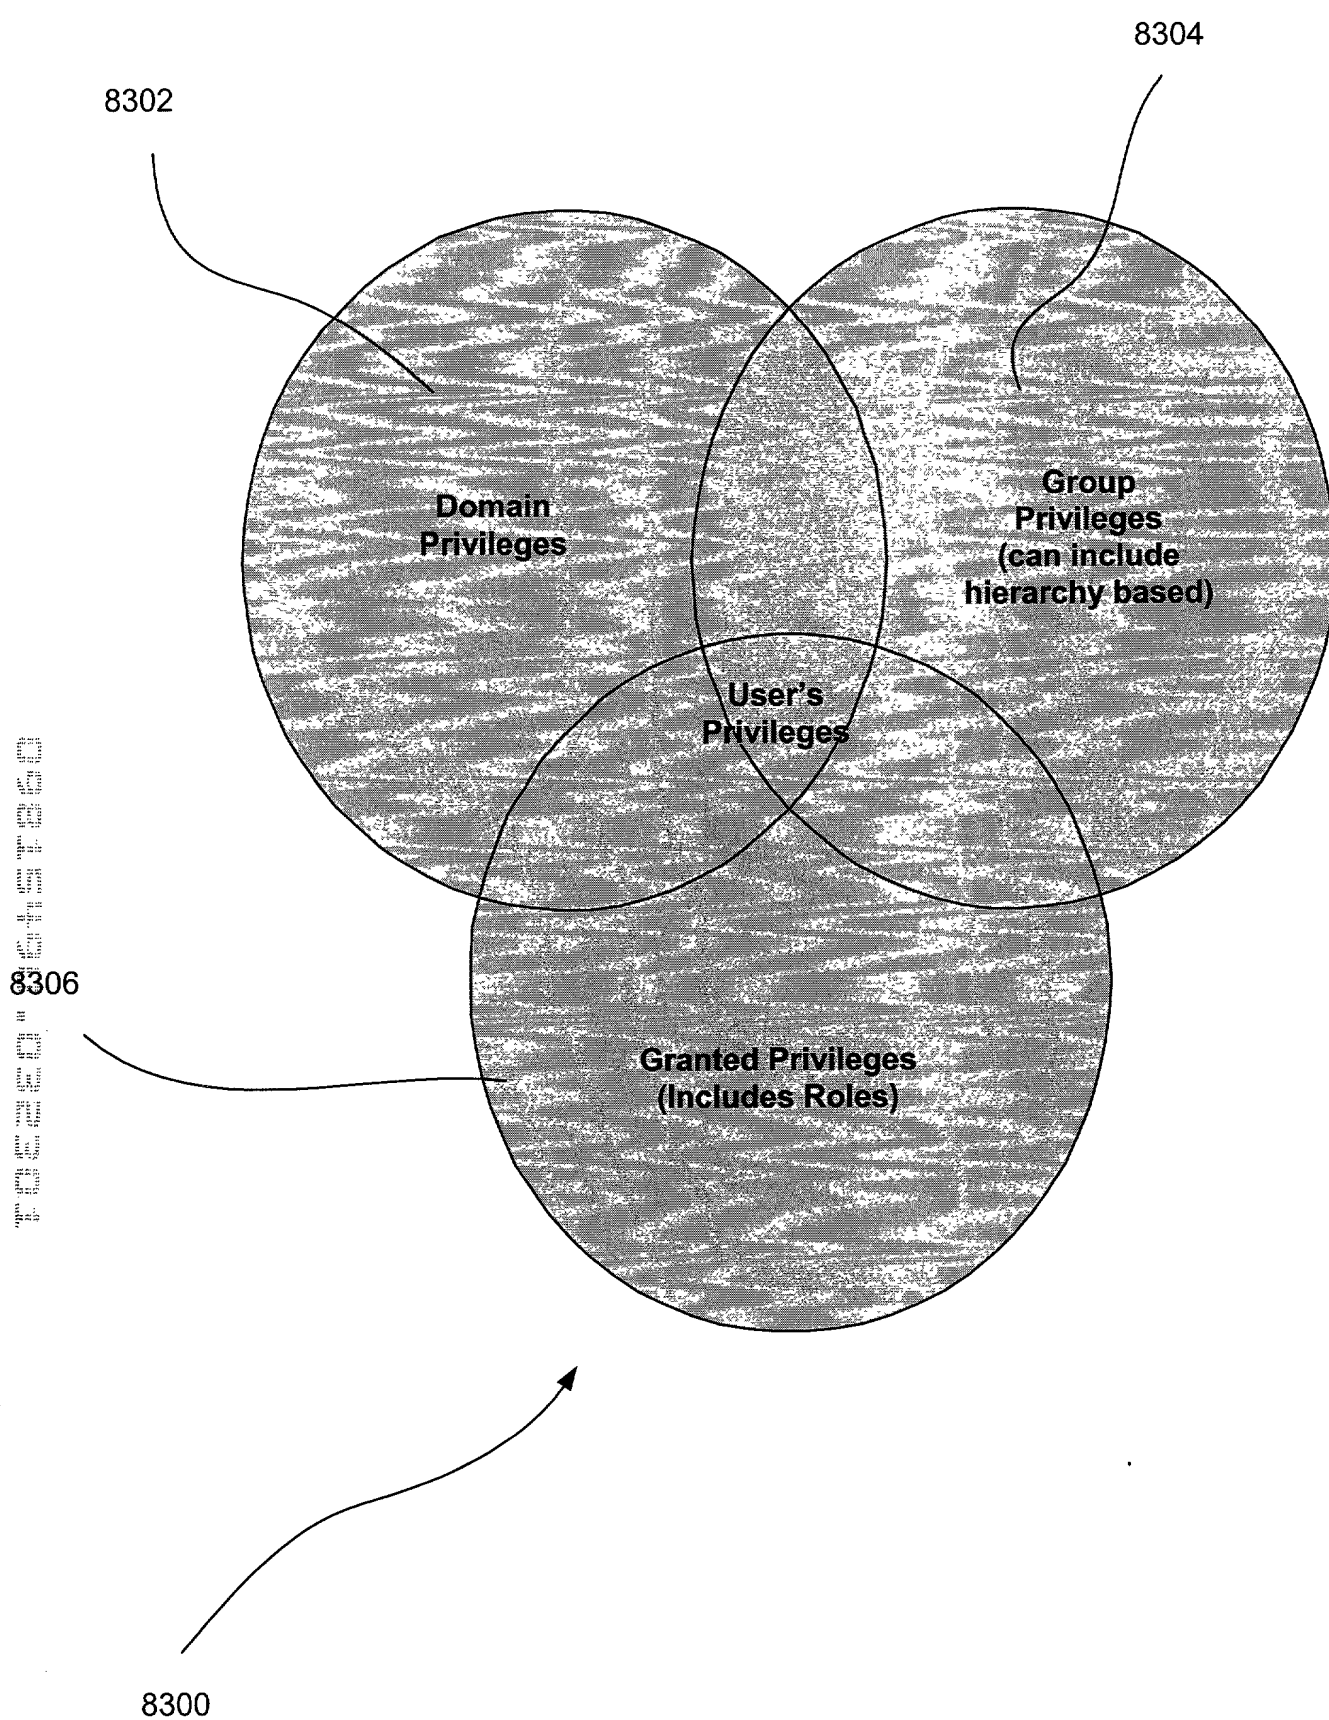 8304
8302
Domain
Privileges
Group
Privileges
(can include
hierarchy based)
User's
Privileges
8306
Granted Privileges
(Includes Roles)
8300